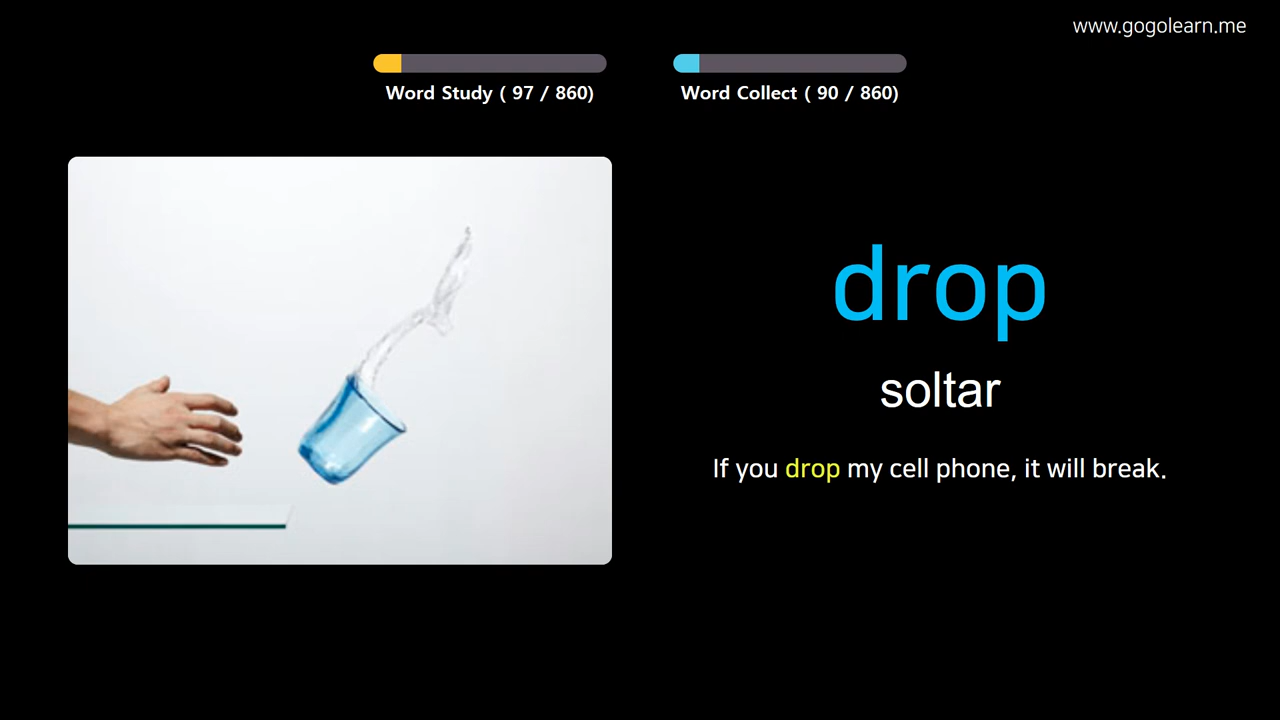 www.gogolearn.me
Word Study ( 97 / 860)
Word Collect ( 90 / 860)
drop
soltar
If you drop my cell phone, it will break.